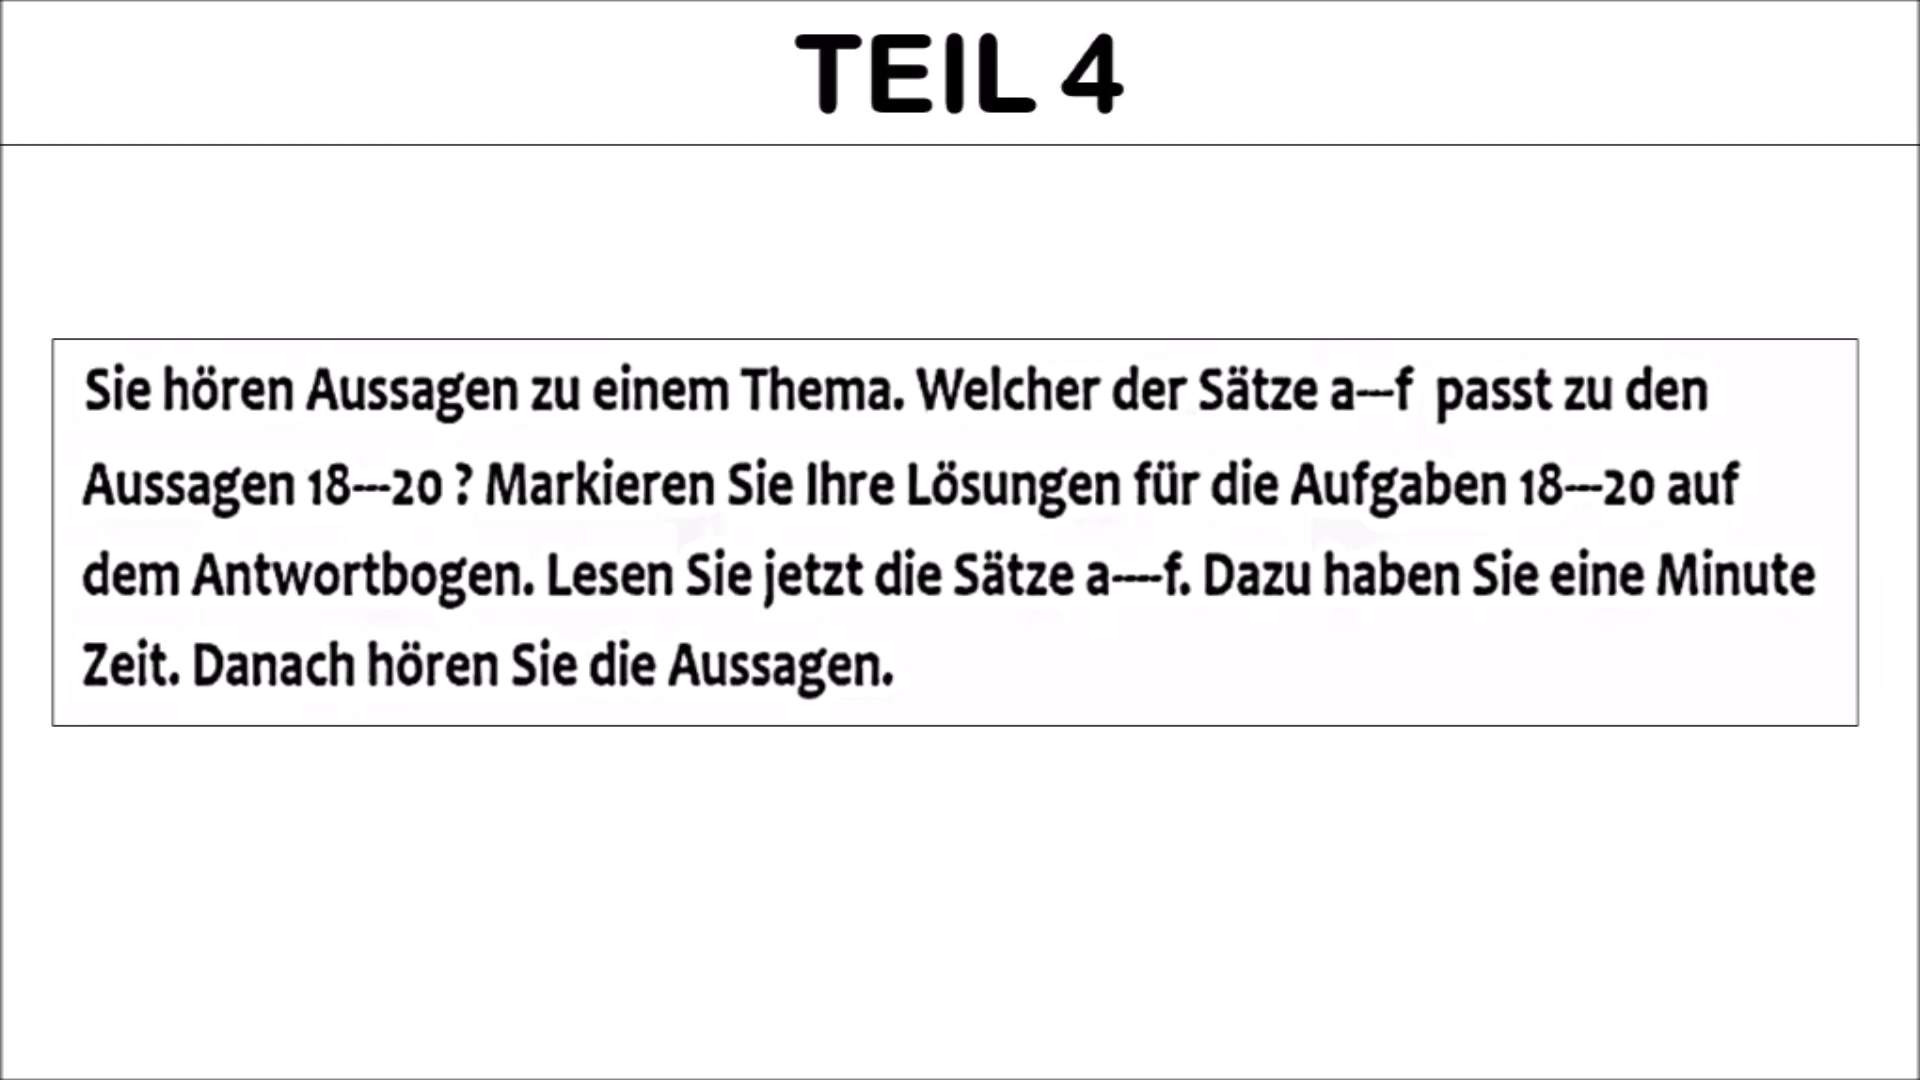 TEIL 4
Sie hören Aussagen zu einem Thema. Welcher der Sätze a---f passt zu den
Aussagen 18---20 ? Markieren Sie Ihre Lösungen für die Aufgaben 18---20 auf
dem Antwortbogen. Lesen Sie jetzt die Sätze a----f. Dazu haben Sie eine Minute
Zeit. Danach hören Sie die Aussagen.